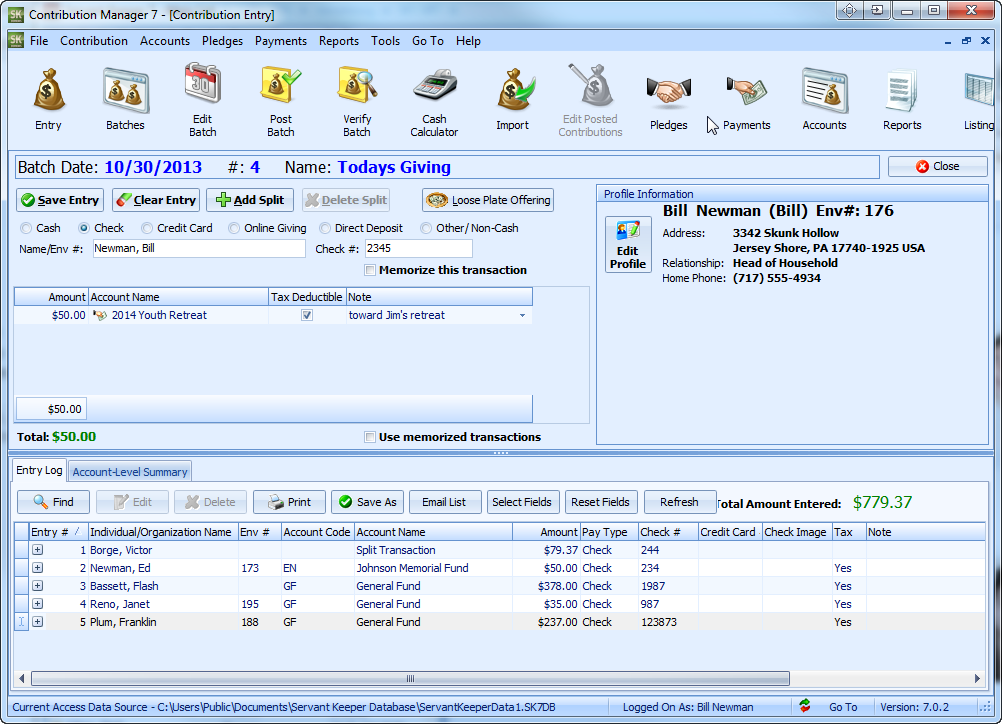 SK Contribution Manager 7 - [Contribution Entry]
SK File Contribution Accounts Pledges Payments Reports Tools Go To Help
30
Entry Batches Edit Batch Post Batch Verify Batch Cash Calculator Import Edit Posted Contributions Pledges Payments Accounts Reports Listing
Batch Date: 10/30/2013 #: 4 Name: Todays Giving Close
Save Entry Clear Entry Add Split Delete Split Loose Plate Offering
Cash Check Credit Card Online Giving Direct Deposit Other/ Non-Cash
Name/Env #: Newman, Bill Check #: 2345
Memorize this transaction
Amount Account Name Tax Deductible Note
$50.00 2014 Youth Retreat toward Jim's retreat
$50.00
Total: $50.00 Use memorized transactions
Profile Information
Edit Profile
Bill Newman (Bill) Env#: 176
Address: 3342 Skunk Hollow
Jersey Shore, PA 17740-1925 USA
Relationship: Head of Household
Home Phone: (717) 555-4934
Entry Log Account-Level Summary
Find Edit Delete Print Save As Email List Select Fields Reset Fields Refresh Total Amount Entered: $779.37
Entry # Individual/Organization Name Env # Account Code Account Name Amount Pay Type Check # Credit Card Check Image Tax Note
1 Borge, Victor Split Transaction $79.37 Check 244
2 Newman, Ed 173 EN Johnson Memorial Fund $50.00 Check 234 Yes
3 Bassett, Flash GF General Fund $378.00 Check 1987 Yes
4 Reno, Janet 195 GF General Fund $35.00 Check 987 Yes
5 Plum, Franklin 188 GF General Fund $237.00 Check 123873 Yes
Current Access Data Source - C:\Users\Public\Documents\Servant Keeper Database\ServantKeeperData1.SK7DB Logged On As: Bill Newman Go To Version: 7.0.2